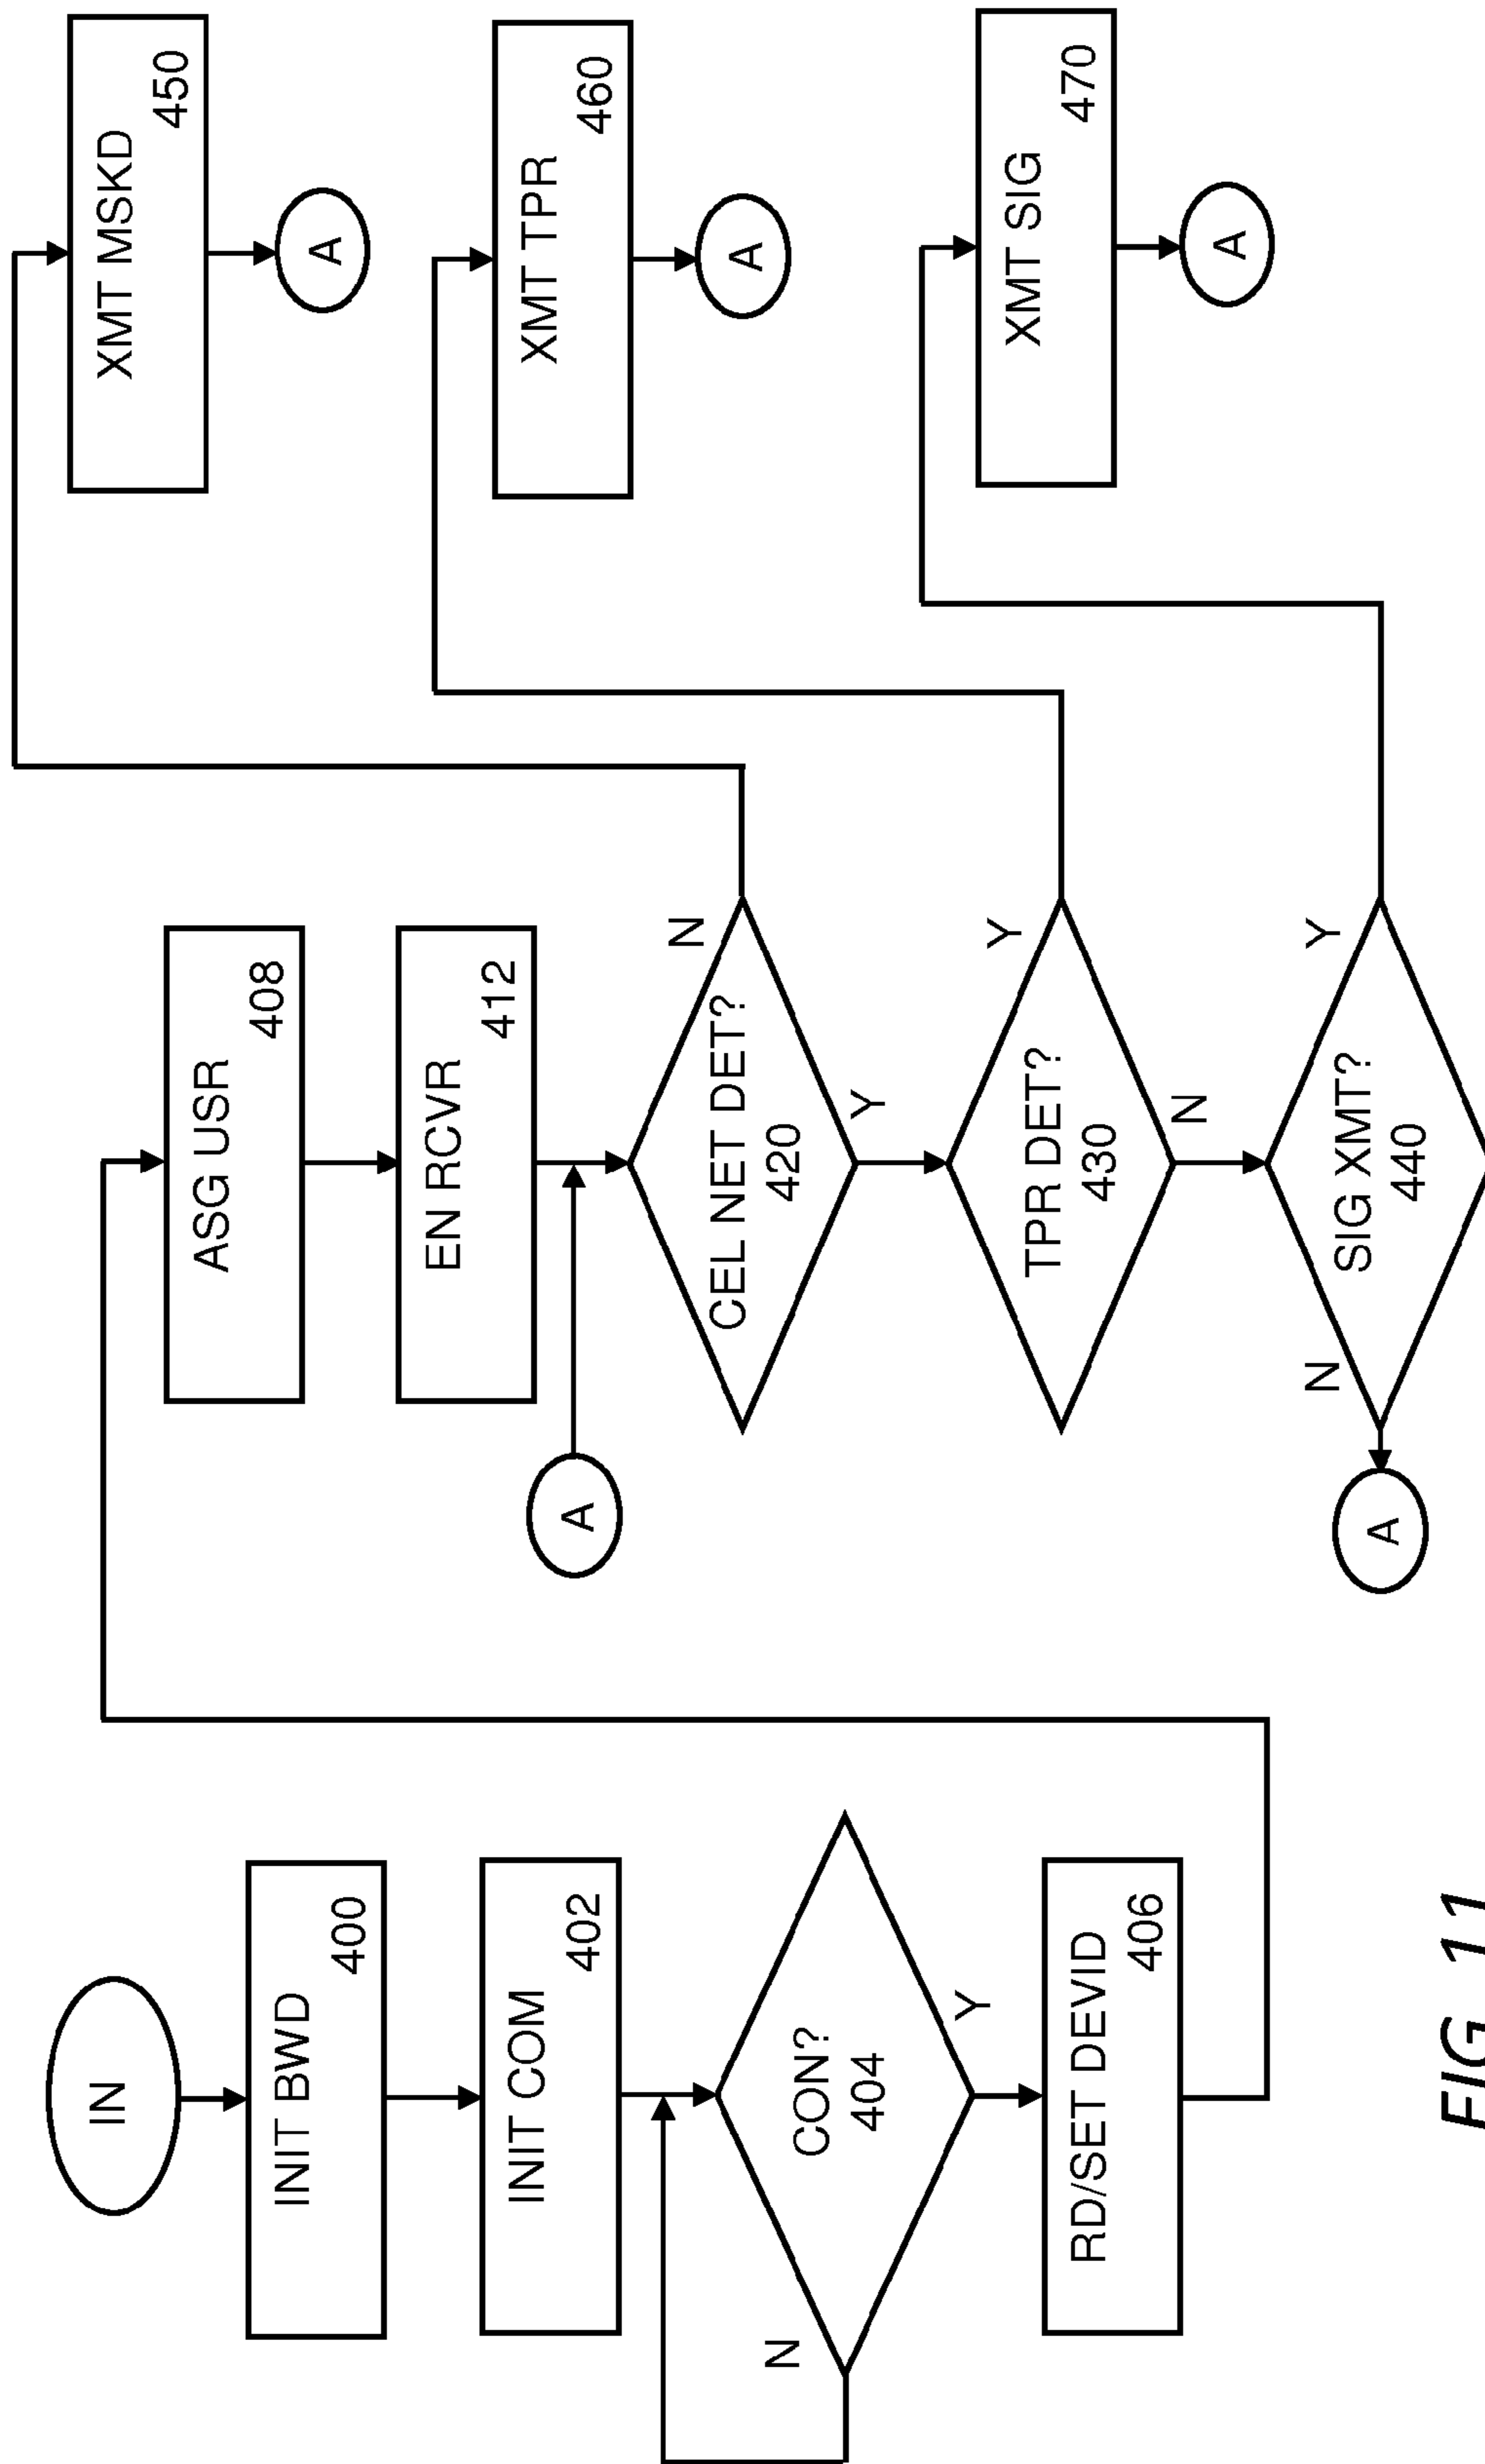 IN
INIT BWD
400
INIT COM
402
CON?
404
N
Y
RD/SET DEVID
406
ASG USR
408
EN RCVR
412
A
CEL NET DET?
420
N
Y
TPR DET?
430
Y
N
SIG XMT?
440
Y
N
A
XMT MSKD
450
A
XMT TPR
460
A
XMT SIG
470
A
FIG. 11